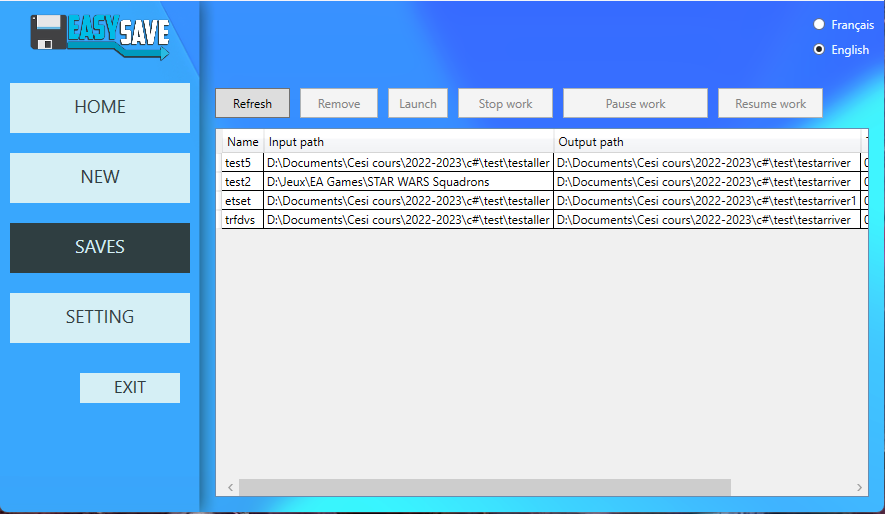 EASY SAVE
Français
English
HOME
NEW
SAVES
SETTING
EXIT
Refresh Remove Launch Stop work Pause work Resume work
Name Input path Output path
test5 D:\Documents\Cesi cours\2022-2023\c#\test\testaller D:\Documents\Cesi cours\2022-2023\c#\test\testarriver
test2 D:\Jeux\EA Games\STAR WARS Squadrons D:\Documents\Cesi cours\2022-2023\c#\test\testarriver
etset D:\Documents\Cesi cours\2022-2023\c#\test\testaller D:\Documents\Cesi cours\2022-2023\c#\test\testarriver1
trfdvs D:\Documents\Cesi cours\2022-2023\c#\test\testaller D:\Documents\Cesi cours\2022-2023\c#\test\testarriver